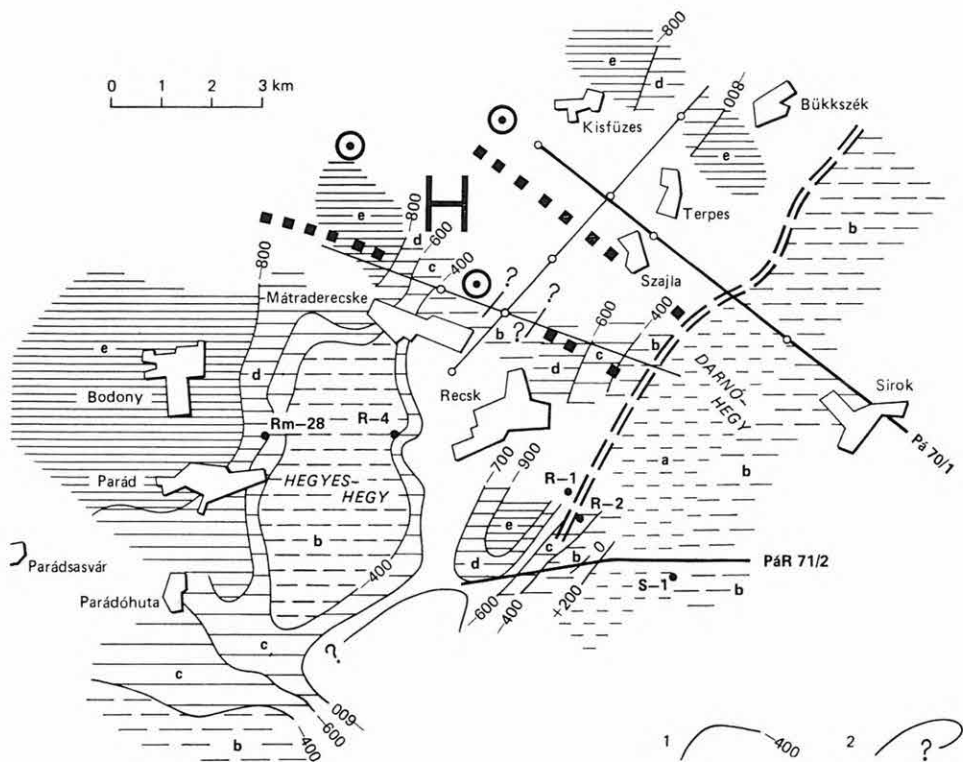 0 1 2 3 km
-800
e
d
Kisfüzes
800
Bükkszék
e
Terpes
b
e
H
-800
-600
-400
d
c
-800
Mátraderecske
?
?
?
b
Szajla
600
-400
c
b
d
e
Bodony
d
Recsk
DARNÓ-
HEGY
Sirok
Rm-28
R-4
a
b
Pá 70/1
Parád
HEGYES-
HEGY
-700
-900
R-1
R-2
e
b
c
b
0
d
PáR 71/2
Parádsasvár
-400
S-1
b
Parádóhuta
-600
-400
+200
c
?
c
-600
-600
-400
b
1 -400
2 ?